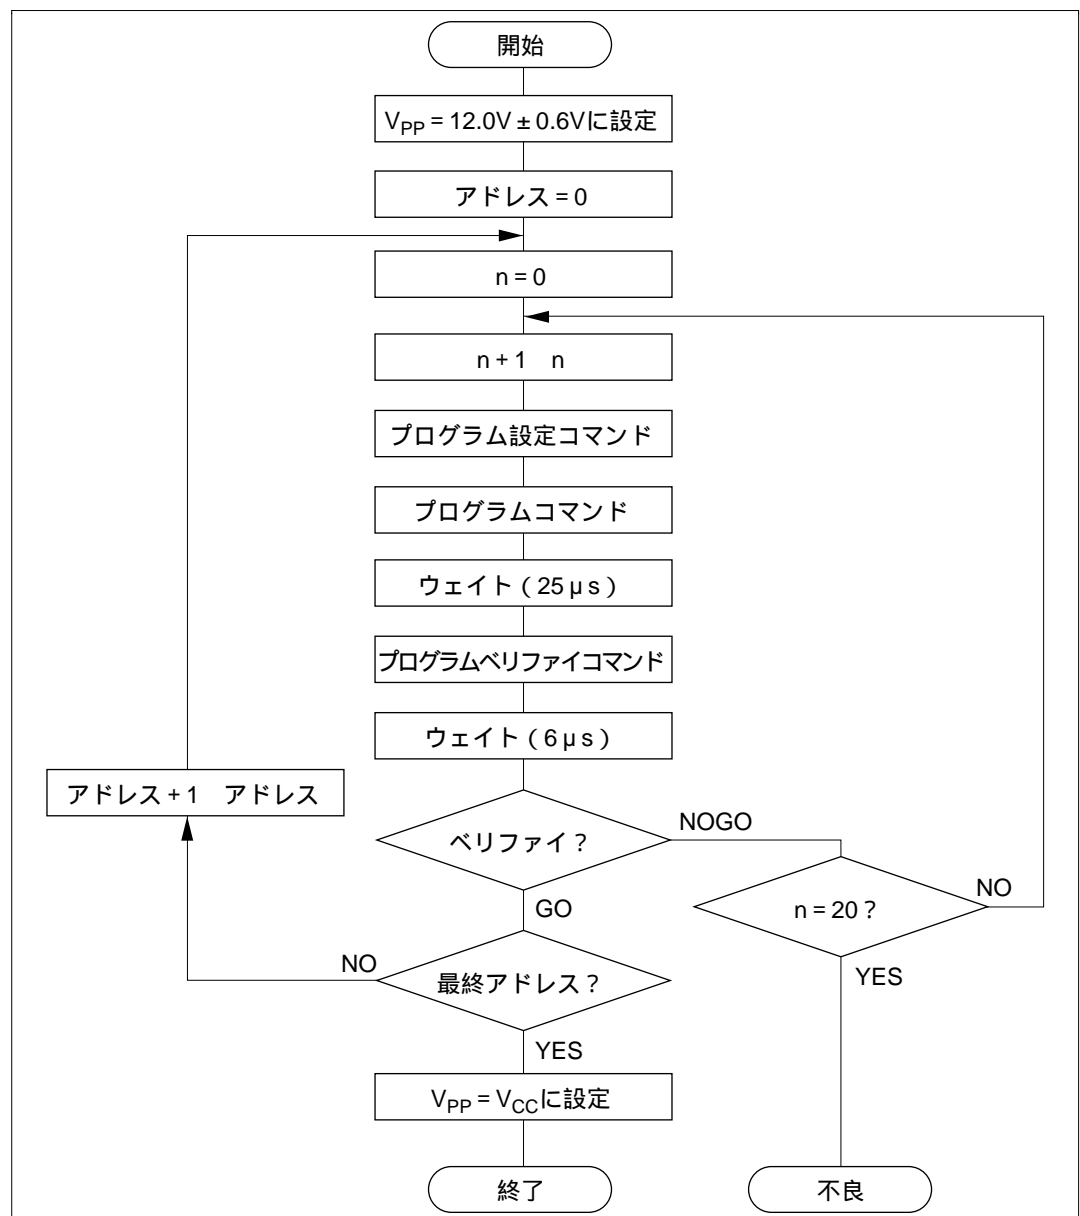 開始
VPP = 12.0V ± 0.6Vに設定
アドレス = 0
n = 0
n + 1　n
プログラム設定コマンド
プログラムコマンド
ウェイト（25μs）
プログラムベリファイコマンド
ウェイト（6μs）
アドレス + 1　アドレス
ベリファイ？
NOGO
n = 20？
NO
GO
NO
最終アドレス？
YES
YES
VPP = VCCに設定
終了
不良